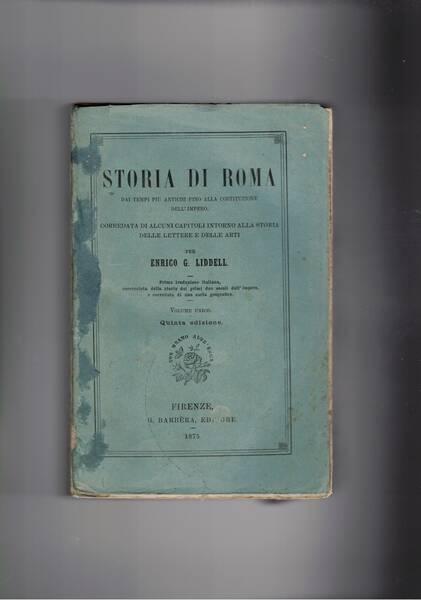 STORIA DI ROMA
DAI TEMPI PIÙ ANTICHI FINO ALLA COSTITUZIONE
DELL'IMPERO.
CORREDATA DI ALCUNI CAPITOLI INTORNO ALLA STORIA
DELLE LETTERE E DELLE ARTI
PER
ENRICO G. LIDDELL.
Prima traduzione italiana,
accresciuta della storia dei primi due secoli dell'impero,
e corredata di una carta geografica.
VOLUME UNICO.
Quinta edizione.
FIRENZE,
G. BARBÈRA, EDITORE.
1875